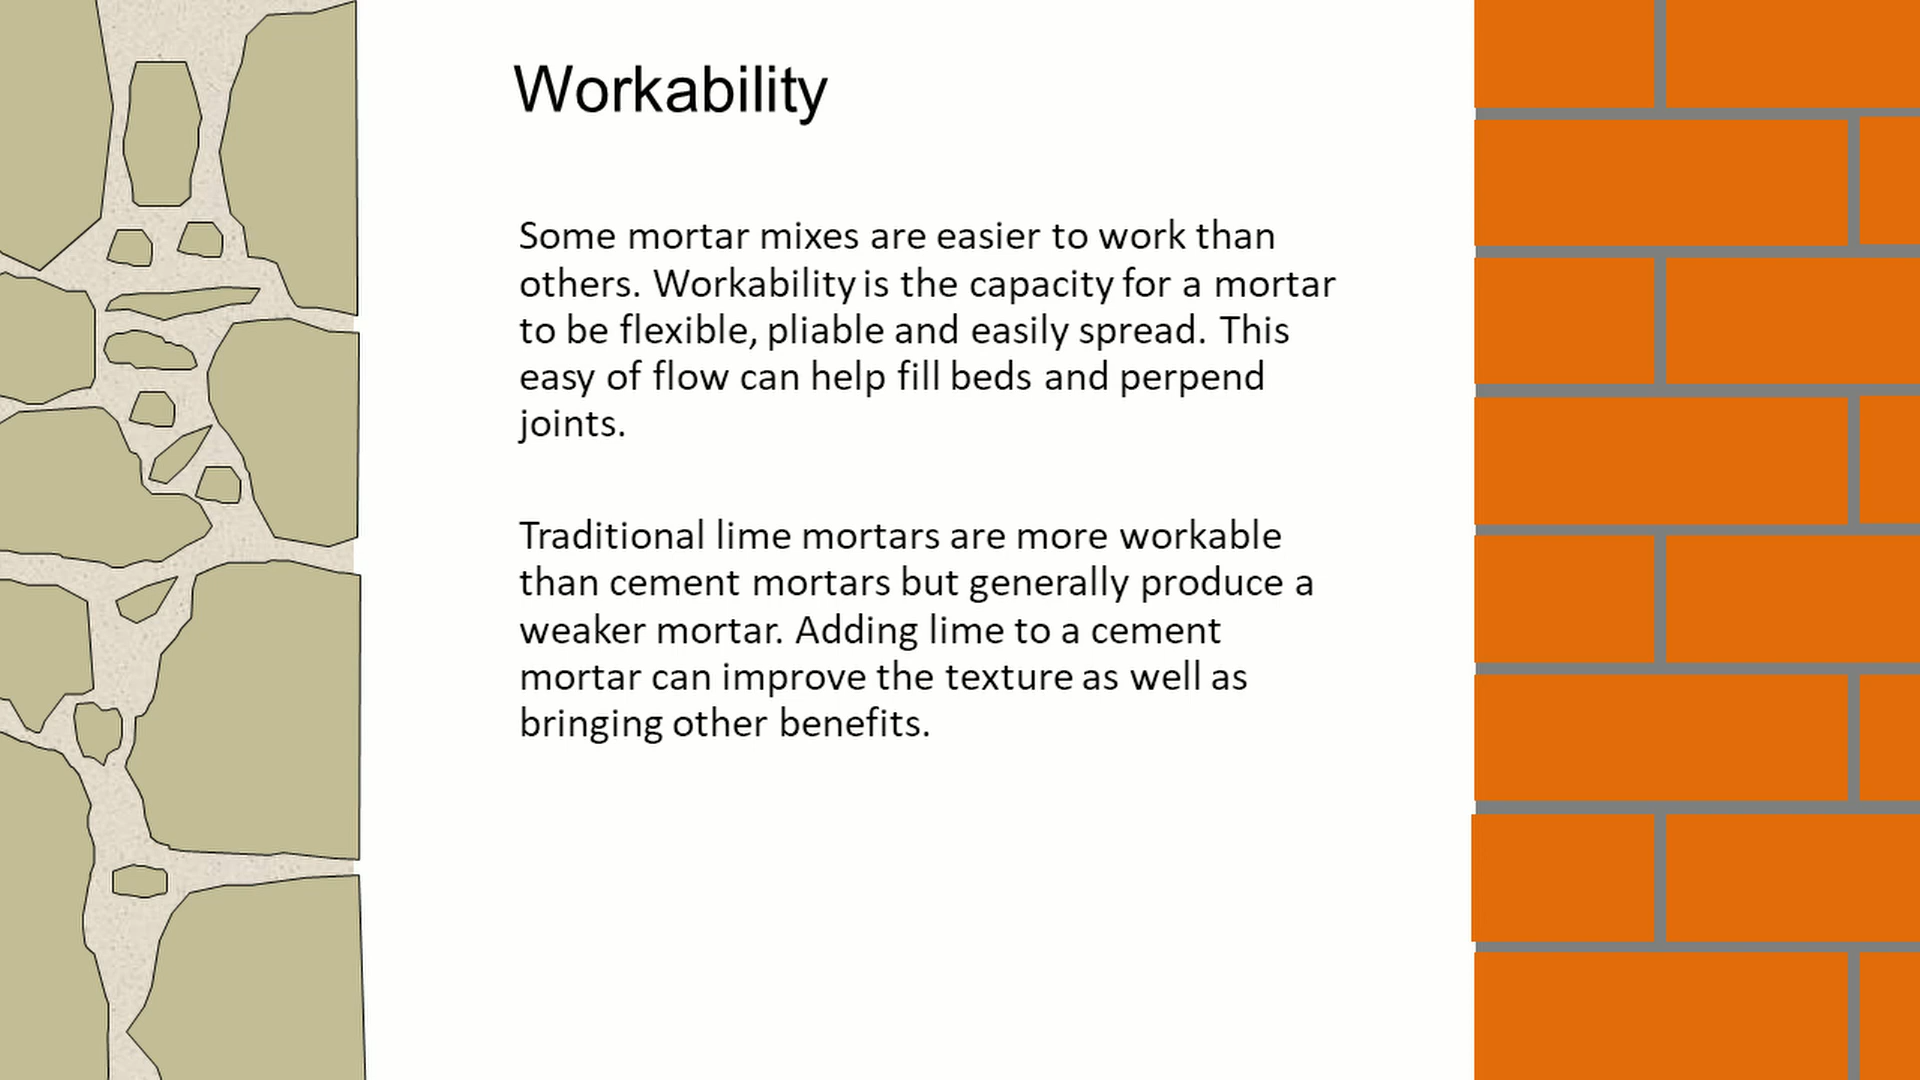 Workability
Some mortar mixes are easier to work than
others. Workability is the capacity for a mortar
to be flexible, pliable and easily spread. This
easy of flow can help fill beds and perpend
joints.
Traditional lime mortars are more workable
than cement mortars but generally produce a
weaker mortar. Adding lime to a cement
mortar can improve the texture as well as
bringing other benefits.